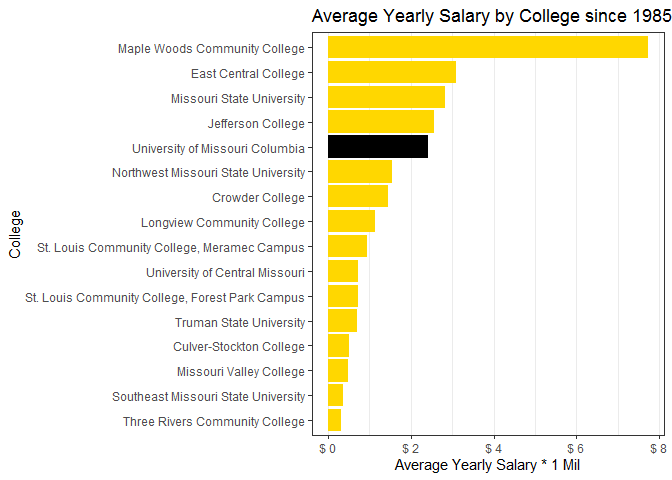 Average Yearly Salary by College since 1985
Maple Woods Community College
East Central College
Missouri State University
Jefferson College
University of Missouri Columbia
Northwest Missouri State University
Crowder College
Longview Community College
St. Louis Community College, Meramec Campus
University of Central Missouri
St. Louis Community College, Forest Park Campus
Truman State University
Culver-Stockton College
Missouri Valley College
Southeast Missouri State University
Three Rivers Community College
College
$ 0 $ 2 $ 4 $ 6 $ 8
Average Yearly Salary * 1 Mil